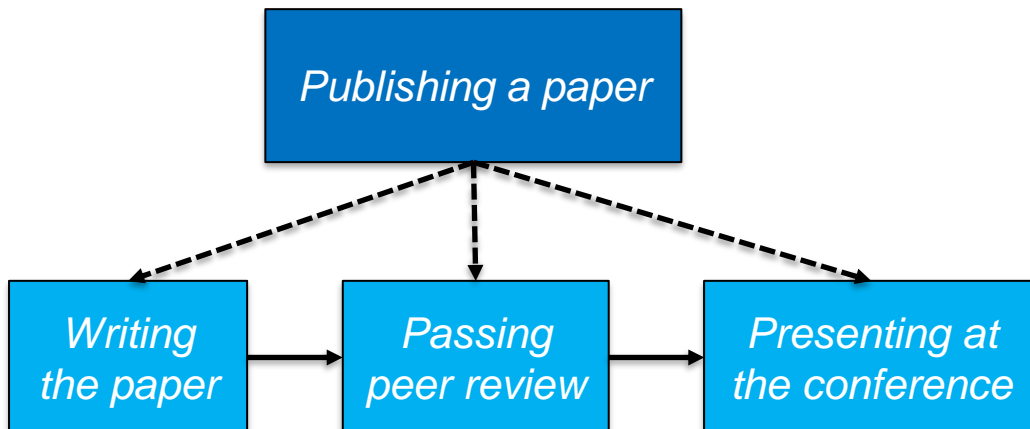 Publishing a paper
Writing
the paper
Passing
peer review
Presenting at
the conference